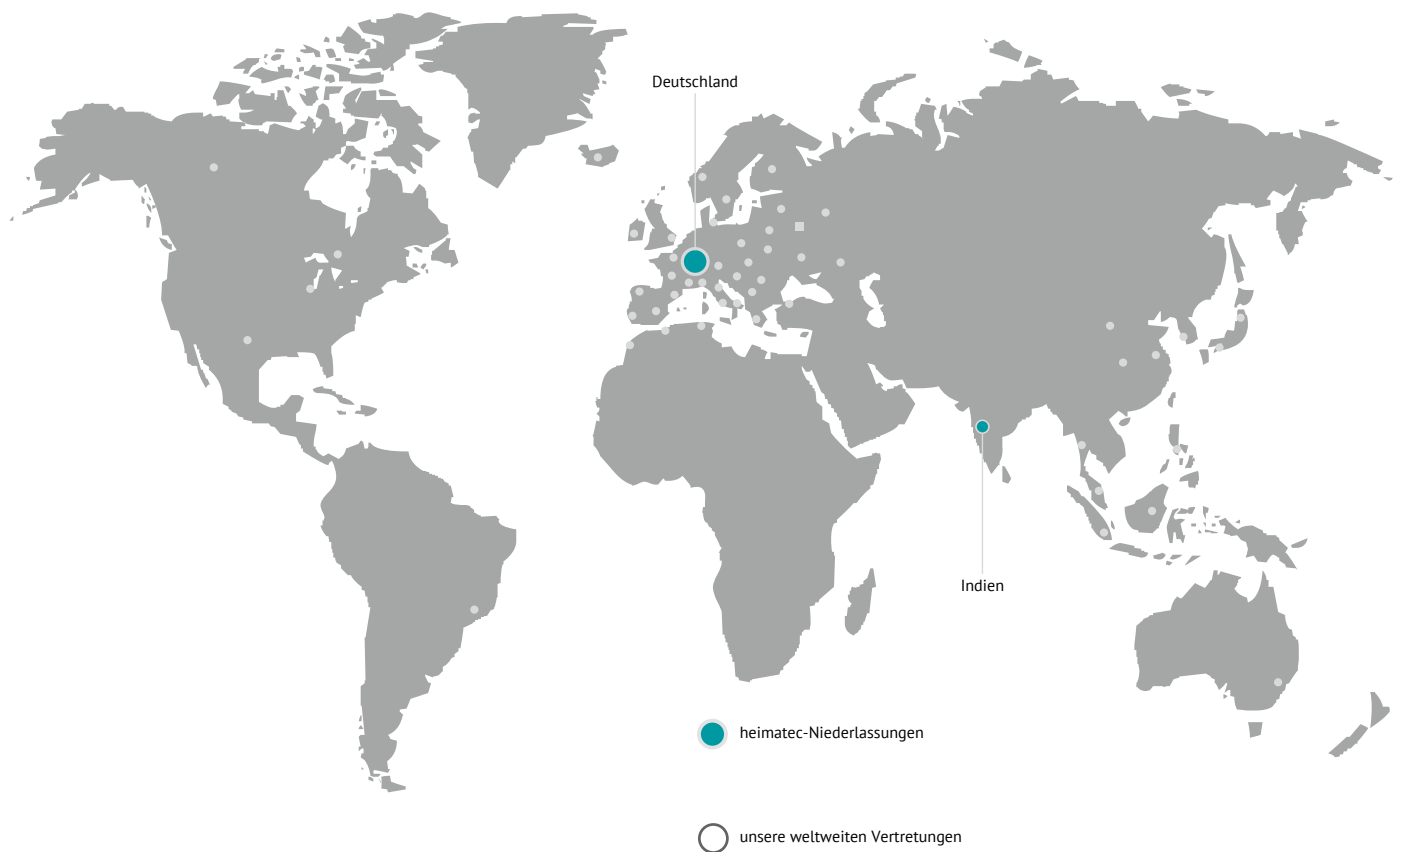 Deutschland
Indien
heimatec-Niederlassungen
unsere weltweiten Vertretungen